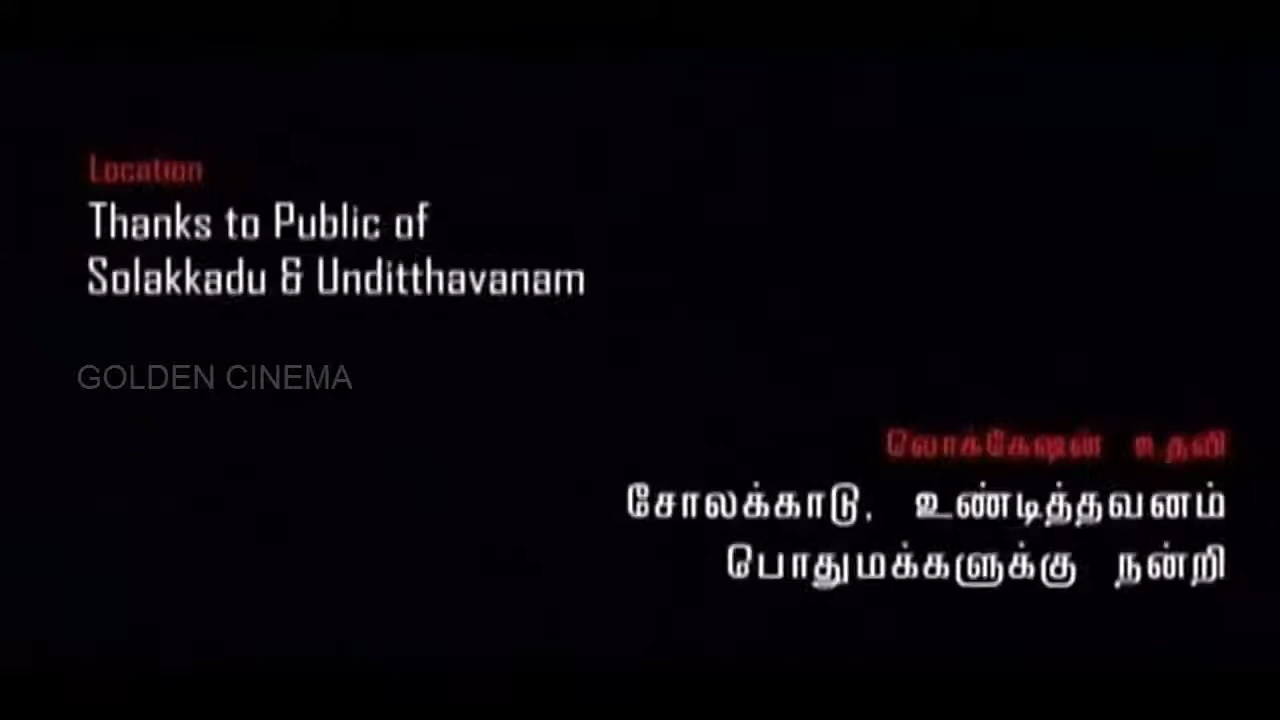 Location
Thanks to Public of
Solakkadu & Unditthavanam
GOLDEN CINEMA
லொக்கேஷன் உதவி
சோலக்காடு, உண்டித்தவனம்
பொதுமக்களுக்கு நன்றி